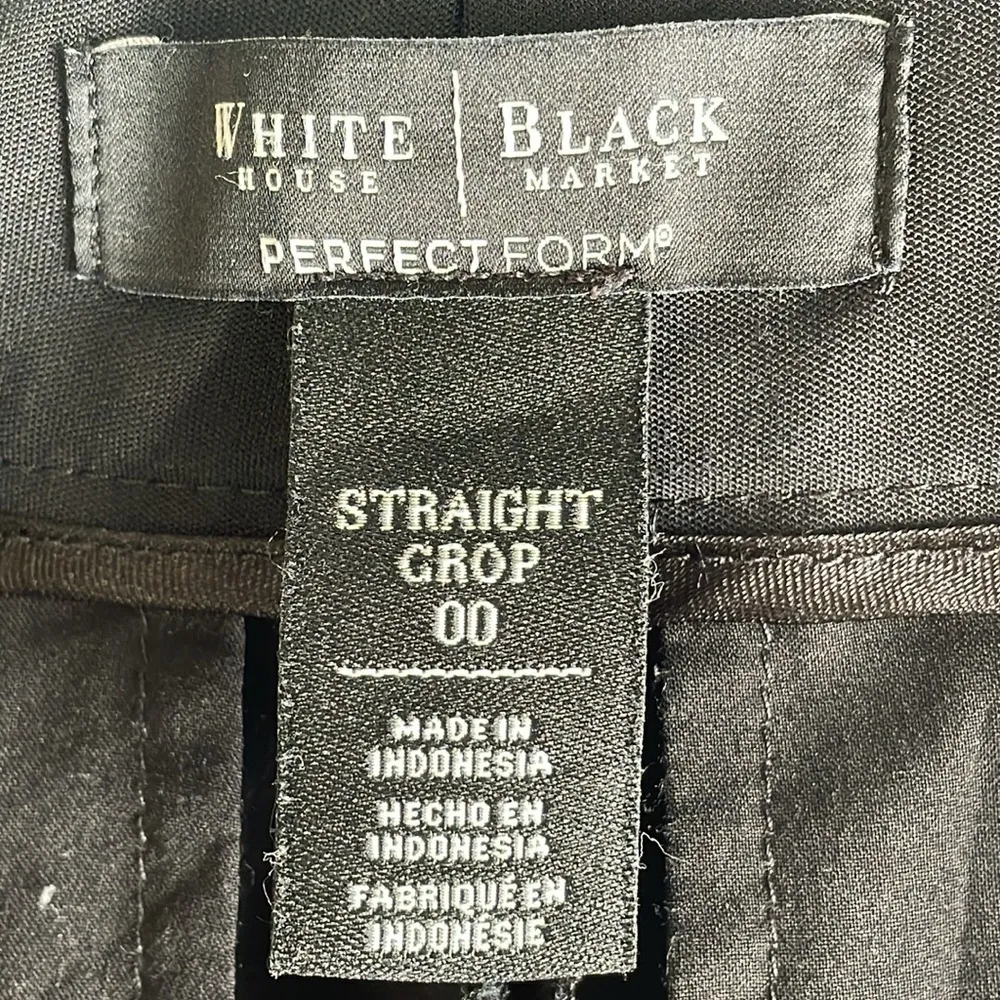 WHITE | BLACK
HOUSE MARKET
PERFECT FORM®
STRAIGHT
CROP
00
MADE IN
INDONESIA
HECHO EN
INDONESIA
FABRIQUÉ EN
INDONÉSIE